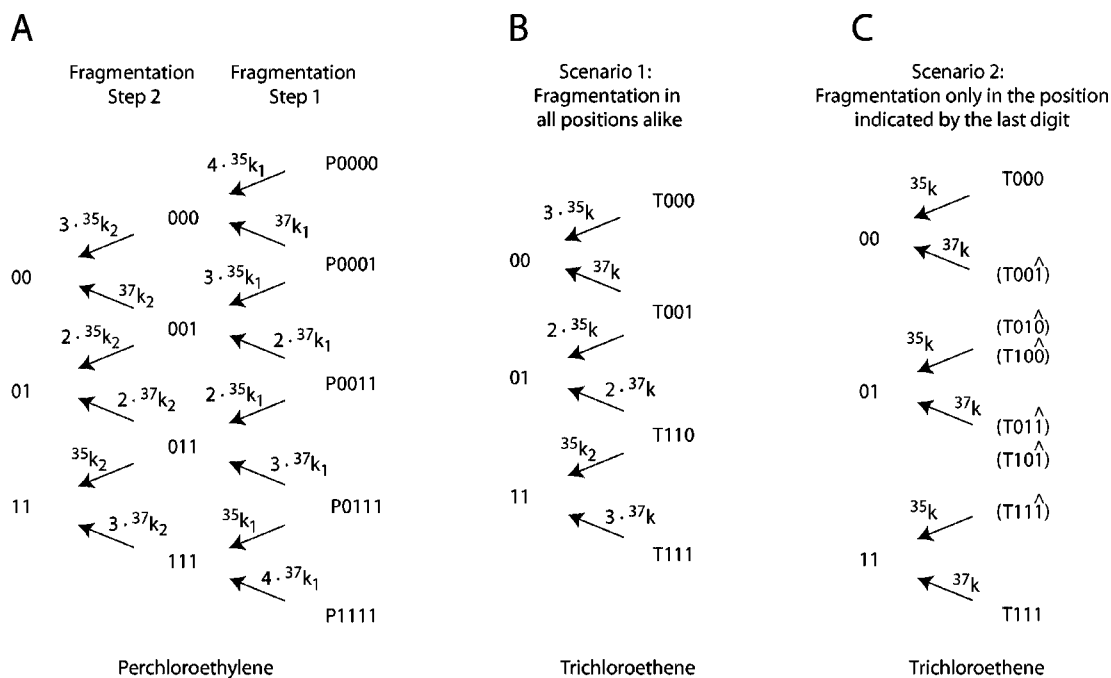 A
Fragmentation
Step 2
Fragmentation
Step 1
4 · ³⁵k₁
P0000
000
3 · ³⁵k₂
³⁷k₁
P0001
00
3 · ³⁵k₁
³⁷k₂
001
2 · ³⁵k₂
2 · ³⁷k₁
P0011
01
2 · ³⁷k₂
2 · ³⁵k₁
011
³⁵k₂
3 · ³⁷k₁
11
P0111
³⁵k₁
3 · ³⁷k₂
111
4 · ³⁷k₁
P1111
Perchloroethylene
B
Scenario 1:
Fragmentation in
all positions alike
T000
3 · ³⁵k
00
³⁷k
T001
2 · ³⁵k
01
2 · ³⁷k
T110
³⁵k₂
11
3 · ³⁷k
T111
Trichloroethene
C
Scenario 2:
Fragmentation only in the position
indicated by the last digit
T000
³⁵k
00
³⁷k
(T001̂)
(T010̂)
(T100̂)
³⁵k
01
³⁷k
(T011̂)
(T101̂)
³⁵k
(T111̂)
11
³⁷k
T111
Trichloroethene